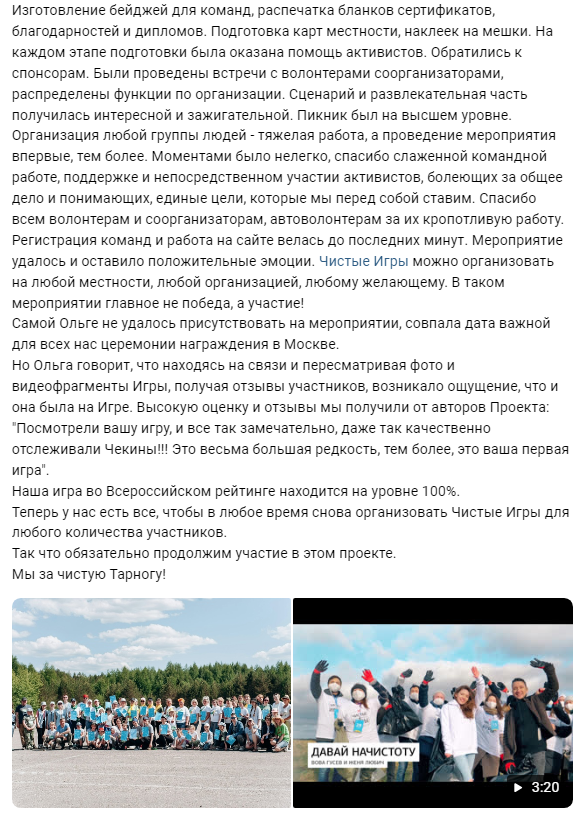 Изготовление бейджей для команд, распечатка бланков сертификатов,
благодарностей и дипломов. Подготовка карт местности, наклеек на мешки. На
каждом этапе подготовки была оказана помощь активистов. Обратились к
спонсорам. Были проведены встречи с волонтерами соорганизаторами,
распределены функции по организации. Сценарий и развлекательная часть
получилась интересной и зажигательной. Пикник был на высшем уровне.
Организация любой группы людей - тяжелая работа, а проведение мероприятия
впервые, тем более. Моментами было нелегко, спасибо слаженной командной
работе, поддержке и непосредственном участии активистов, болеющих за общее
дело и понимающих, единые цели, которые мы перед собой ставим. Спасибо
всем волонтерам и соорганизаторам, автоволонтерам за их кропотливую работу.
Регистрация команд и работа на сайте велась до последних минут. Мероприятие
удалось и оставило положительные эмоции. Чистые Игры можно организовать
на любой местности, любой организацией, любому желающему. В таком
мероприятии главное не победа, а участие!
Самой Ольге не удалось присутствовать на мероприятии, совпала дата важной
для всех нас церемонии награждения в Москве.
Но Ольга говорит, что находясь на связи и пересматривая фото и
видеофрагменты Игры, получая отзывы участников, возникало ощущение, что и
она была на Игре. Высокую оценку и отзывы мы получили от авторов Проекта:
"Посмотрели вашу игру, и все так замечательно, даже так качественно
отслеживали Чекины!!! Это весьма большая редкость, тем более, это ваша первая
игра".
Наша игра во Всероссийском рейтинге находится на уровне 100%.
Теперь у нас есть все, чтобы в любое время снова организовать Чистые Игры для
любого количества участников.
Так что обязательно продолжим участие в этом проекте.
Мы за чистую Тарногу!
ДАВАЙ НАЧИСТОТУ
ВОВА ГУСЕВ И ЖЕНЯ ЛЮБИЧ
3:20